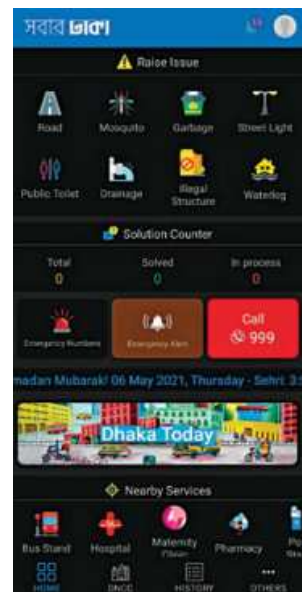 সবার ঢাকা
Raise Issue
Road Mosquito Garbage Street Light
Public Toilet Drainage Illegal Structure Waterlog
Solution Counter
Total Solved In process
0 0 0
Emergency Numbers Emergency Alert Call 999
madan Mubarak! 06 May 2021, Thursday - Sehri: 3:
Dhaka Today
Nearby Services
Bus Stand Hospital Maternity Pharmacy
HOME DNCC HISTORY OTHERS